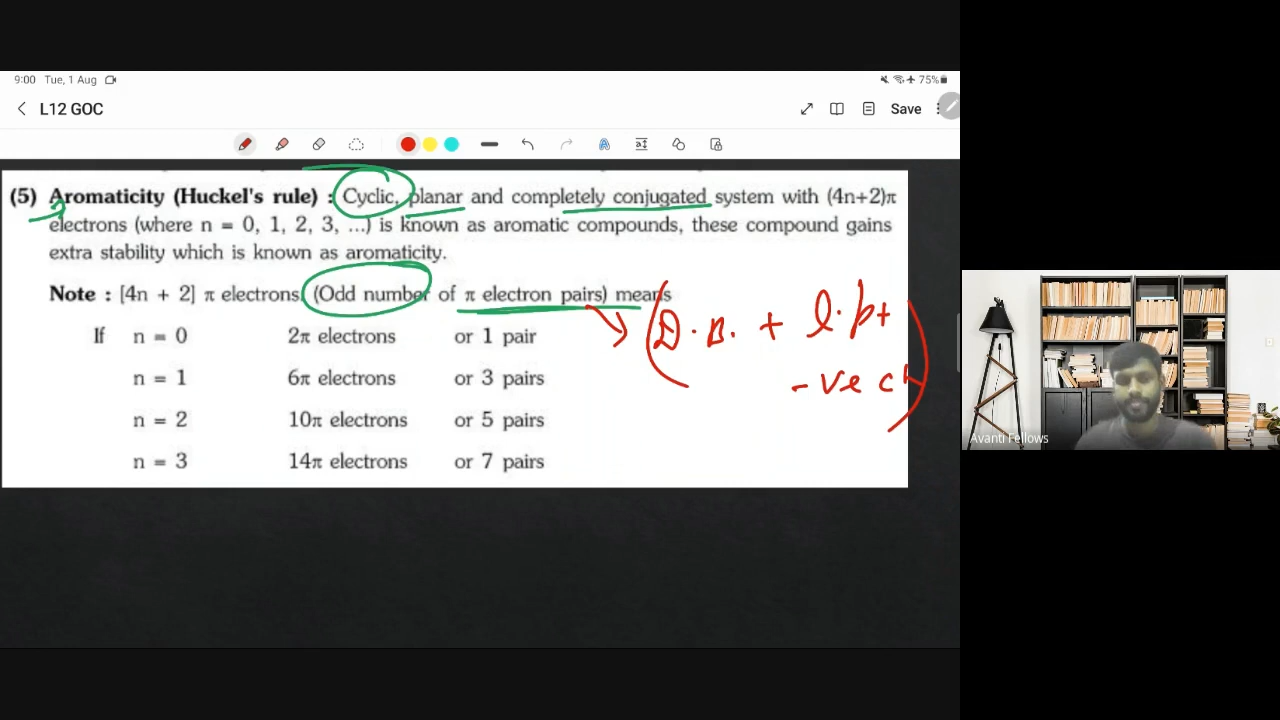 9:00 Tue, 1 Aug 75%
L12 GOC Save
(5) Aromaticity (Huckel's rule) : Cyclic, planar and completely conjugated system with (4n+2)π
electrons (where n = 0, 1, 2, 3, ...) is known as aromatic compounds, these compound gains
extra stability which is known as aromaticity.
Note : [4n + 2] π electrons (Odd number of π electron pairs) means
If n = 0 2π electrons or 1 pair
n = 1 6π electrons or 3 pairs
n = 2 10π electrons or 5 pairs
n = 3 14π electrons or 7 pairs
(D.B. + l.p+
-ve ch)
Avanti Fellows